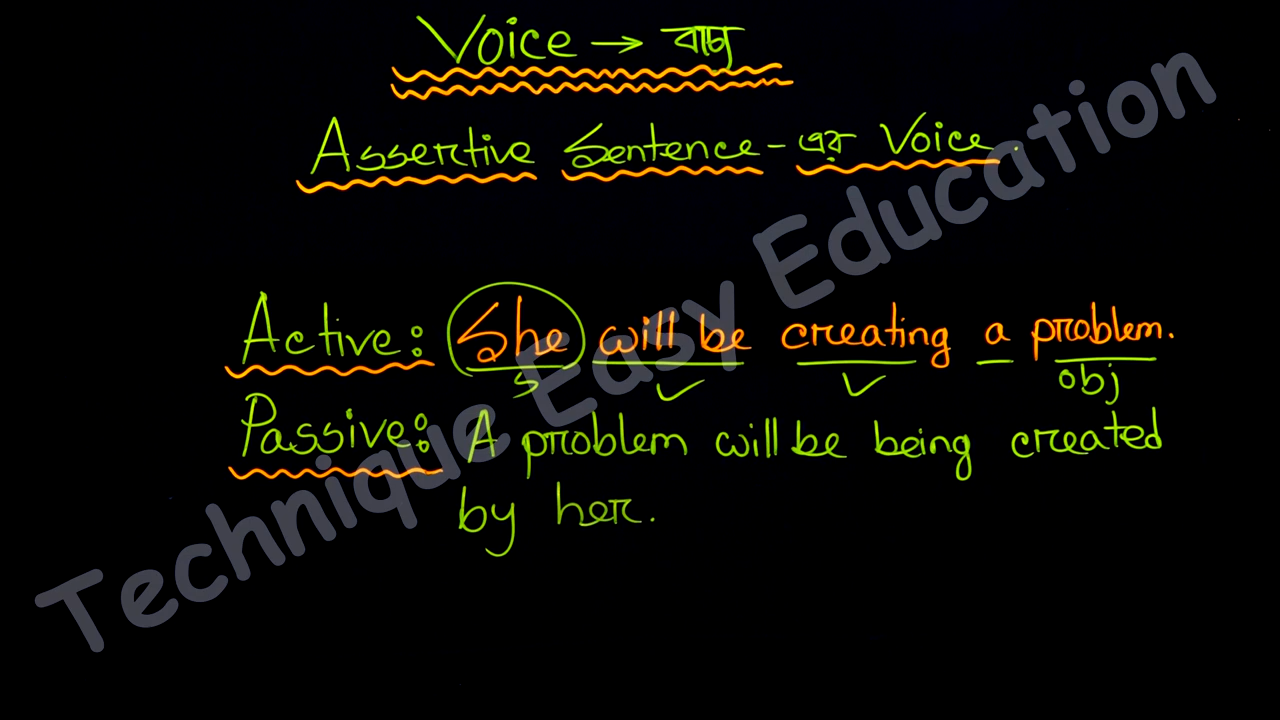 Voice → বাচ্য
Assertive Sentence-এর Voice.
Active: She will be creating a problem.
S ✓ ✓ obj
Passive: A problem will be being created
by her.
Technique Easy Education